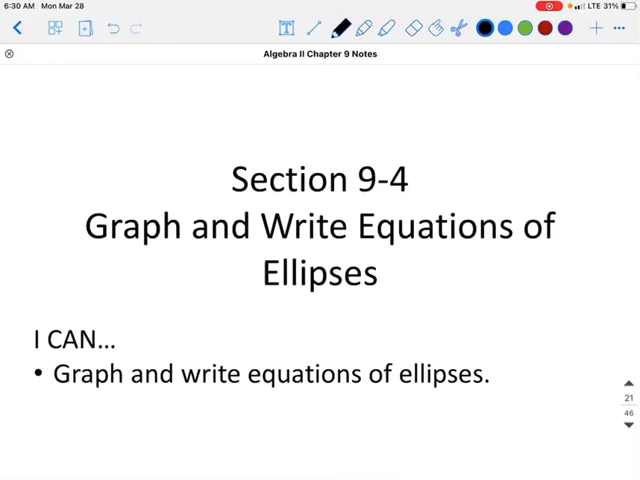 6:30 AM Mon Mar 28
LTE 31%
Algebra II Chapter 9 Notes
Section 9-4
Graph and Write Equations of
Ellipses
I CAN…
• Graph and write equations of ellipses.
21
46